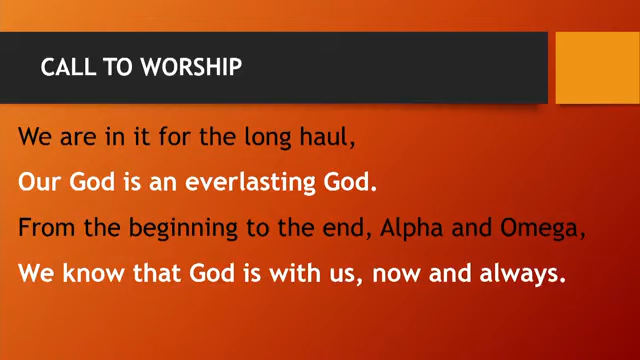 CALL TO WORSHIP
We are in it for the long haul,
Our God is an everlasting God.
From the beginning to the end, Alpha and Omega,
We know that God is with us, now and always.